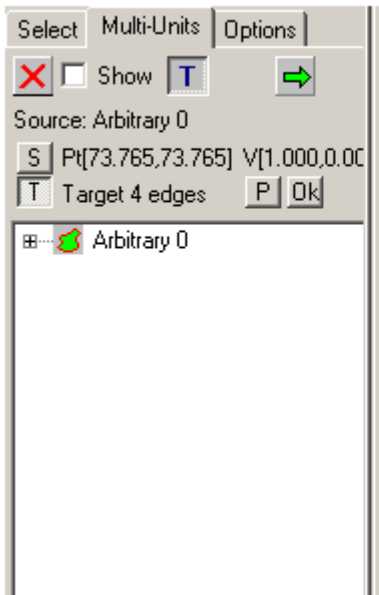 Select Multi-Units Options
Show T
Source: Arbitrary 0
S Pt[73.765,73.765] V[1.000,0.00
T Target 4 edges P Ok
Arbitrary 0